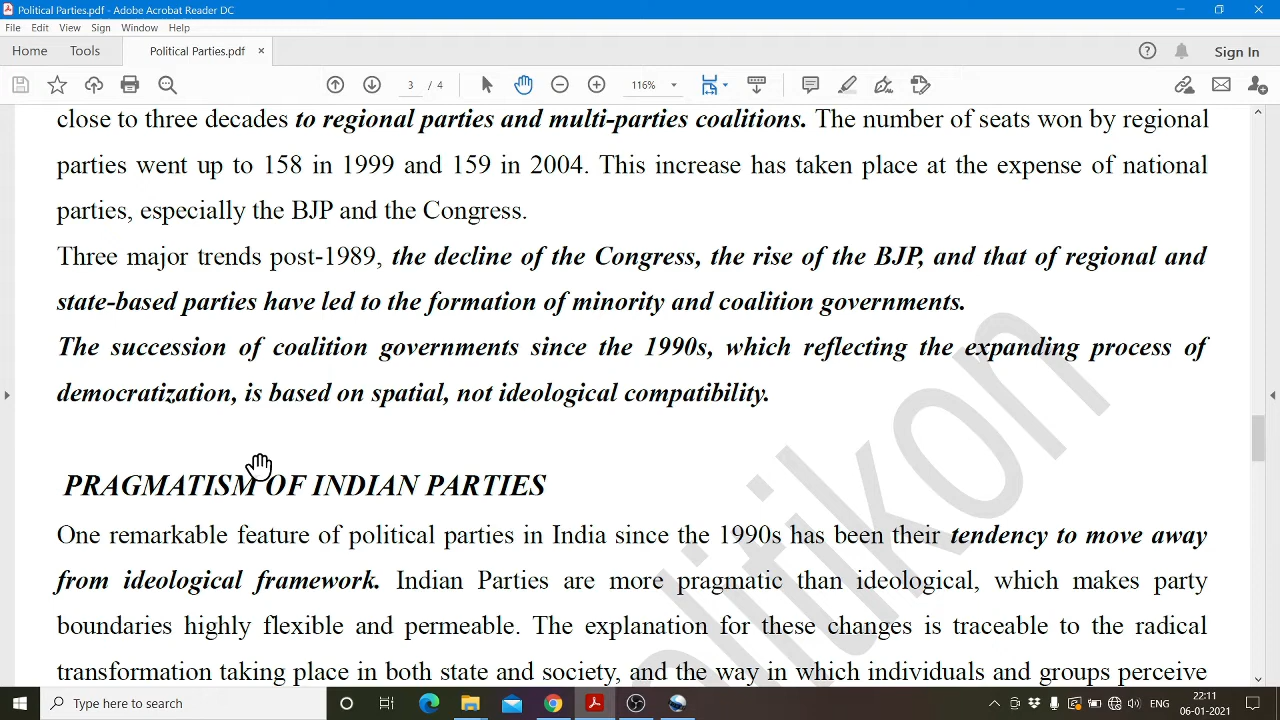 Political Parties.pdf - Adobe Acrobat Reader DC
File Edit View Sign Window Help
Home Tools Political Parties.pdf × Sign In
3 / 4 116%
close to three decades to regional parties and multi-parties coalitions. The number of seats won by regional
parties went up to 158 in 1999 and 159 in 2004. This increase has taken place at the expense of national
parties, especially the BJP and the Congress.
Three major trends post-1989, the decline of the Congress, the rise of the BJP, and that of regional and
state-based parties have led to the formation of minority and coalition governments.
The succession of coalition governments since the 1990s, which reflecting the expanding process of
democratization, is based on spatial, not ideological compatibility.
PRAGMATISM OF INDIAN PARTIES
One remarkable feature of political parties in India since the 1990s has been their tendency to move away
from ideological framework. Indian Parties are more pragmatic than ideological, which makes party
boundaries highly flexible and permeable. The explanation for these changes is traceable to the radical
transformation taking place in both state and society, and the way in which individuals and groups perceive
Type here to search
ENG
22:11
06-01-2021